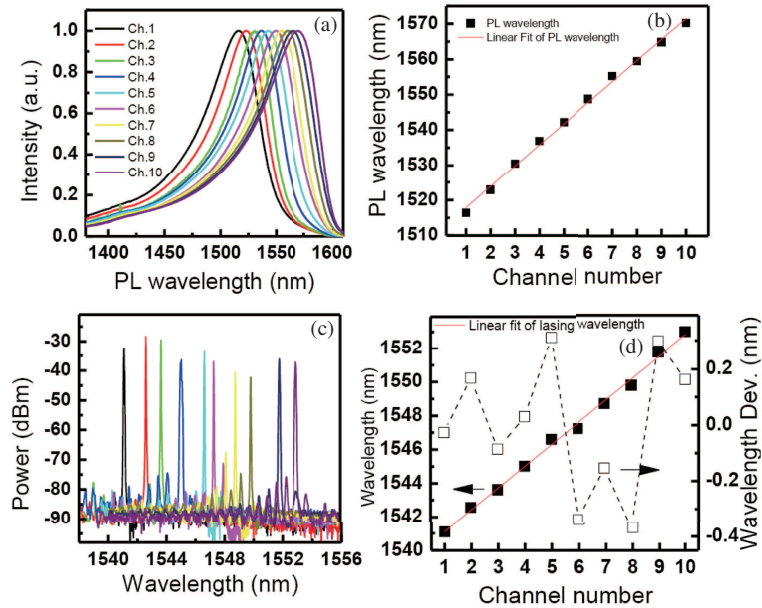 (a)
Ch.1
Ch.2
Ch.3
Ch.4
Ch.5
Ch.6
Ch.7
Ch.8
Ch.9
Ch.10
1.0
0.8
0.6
0.4
0.2
0.0
Intensity (a.u.)
1400 1450 1500 1550 1600
PL wavelength (nm)
(b)
PL wavelength
Linear Fit of PL wavelength
1570
1560
1550
1540
1530
1520
1510
PL wavelength (nm)
1 2 3 4 5 6 7 8 9 10
Channel number
(c)
-30
-40
-50
-60
-70
-80
-90
Power (dBm)
1540 1544 1548 1552 1556
Wavelength (nm)
Linear fit of lasing wavelength
(d)
1552
1550
1548
1546
1544
1542
1540
Wavelength (nm)
0.2
0.0
-0.2
-0.4
Wavelength Dev. (nm)
1 2 3 4 5 6 7 8 9 10
Channel number